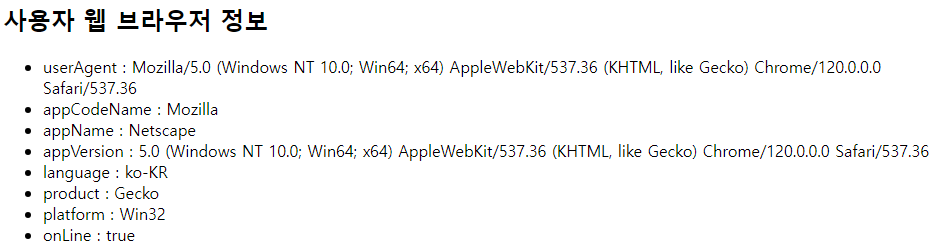 사용자 웹 브라우저 정보
• userAgent : Mozilla/5.0 (Windows NT 10.0; Win64; x64) AppleWebKit/537.36 (KHTML, like Gecko) Chrome/120.0.0.0
Safari/537.36
• appCodeName : Mozilla
• appName : Netscape
• appVersion : 5.0 (Windows NT 10.0; Win64; x64) AppleWebKit/537.36 (KHTML, like Gecko) Chrome/120.0.0.0 Safari/537.36
• language : ko-KR
• product : Gecko
• platform : Win32
• onLine : true